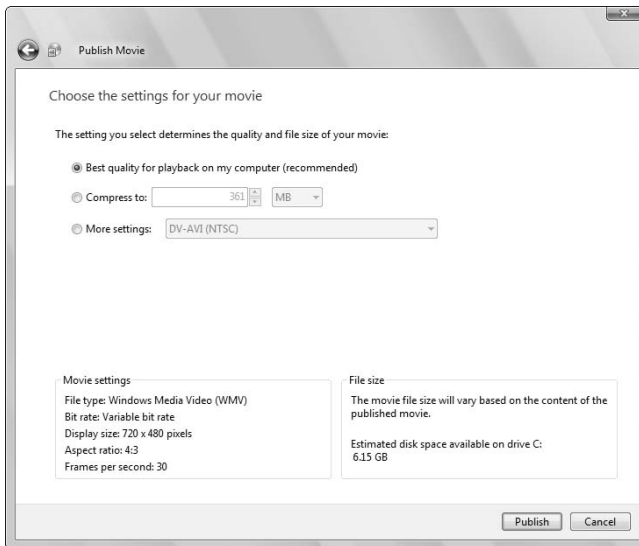 Publish Movie
Choose the settings for your movie
The setting you select determines the quality and file size of your movie:
Best quality for playback on my computer (recommended)
Compress to: 361 MB
More settings: DV-AVI (NTSC)
Movie settings
File type: Windows Media Video (WMV)
Bit rate: Variable bit rate
Display size: 720 x 480 pixels
Aspect ratio: 4:3
Frames per second: 30
File size
The movie file size will vary based on the content of the
published movie.
Estimated disk space available on drive C:
6.15 GB
Publish Cancel